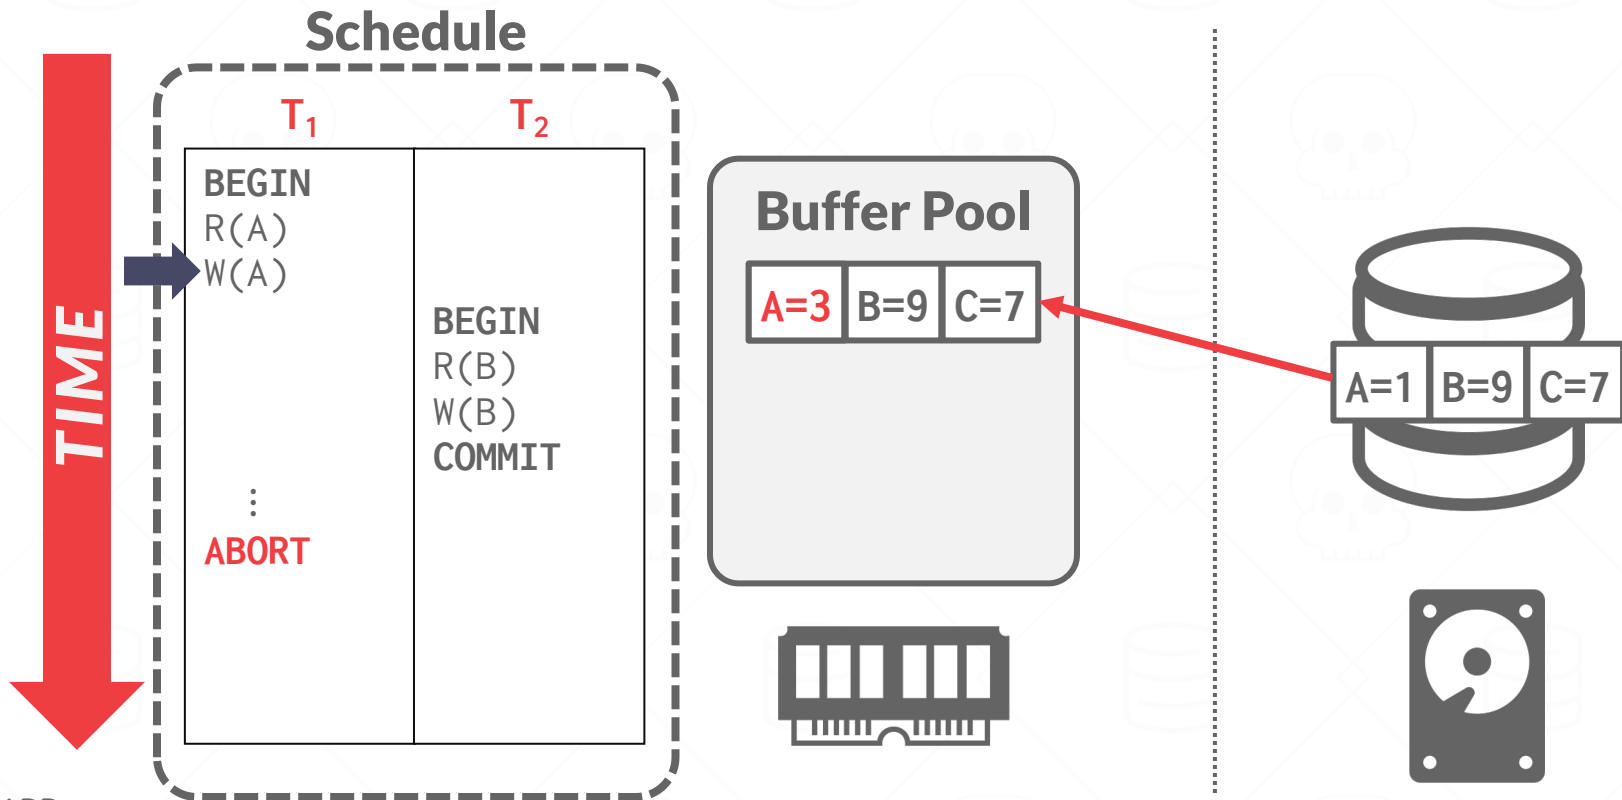 Schedule
T₁ T₂
BEGIN
R(A)
W(A)
BEGIN
R(B)
W(B)
COMMIT
⋮
ABORT
TIME
Buffer Pool
A=3 B=9 C=7
A=1 B=9 C=7